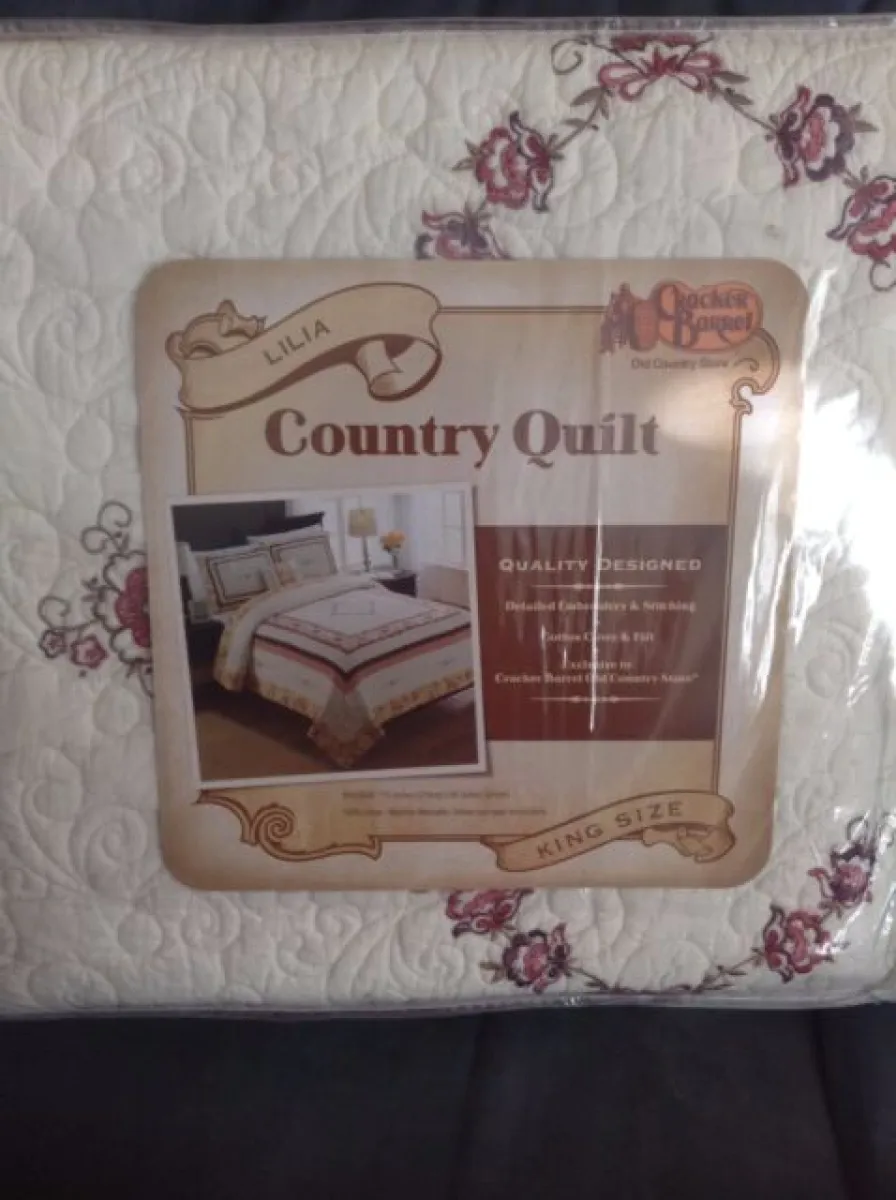 LILIA
Cracker
Barrel
Old Country Store
Country Quilt
QUALITY DESIGNED
Detailed Embroidery & Stitching
Cotton Cover & Fill
Exclusive to
Cracker Barrel Old Country Store®
KING SIZE